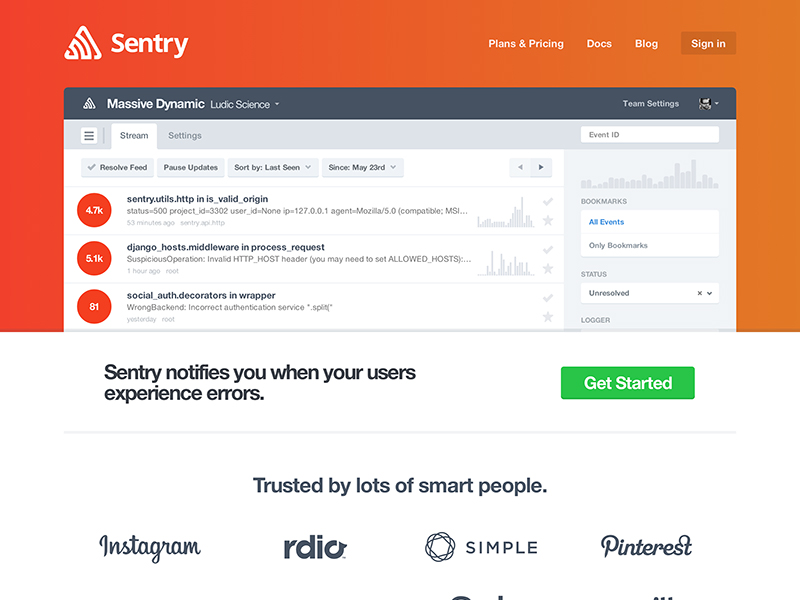 Sentry
Plans & Pricing
Docs
Blog
Sign in
Massive Dynamic Ludic Science
Team Settings
Stream
Settings
Event ID
Resolve Feed
Pause Updates
Sort by: Last Seen
Since: May 23rd
4.7k
sentry.utils.http in is_valid_origin
status=500 project_id=3302 user_id=None ip=127.0.0.1 agent=Mozilla/5.0 (compatible; MSI...
53 minutes ago sentry.api.http
5.1k
django_hosts.middleware in process_request
SuspiciousOperation: Invalid HTTP_HOST header (you may need to set ALLOWED_HOSTS):...
1 hour ago root
81
social_auth.decorators in wrapper
WrongBackend: Incorrect authentication service ".split("
yesterday root
BOOKMARKS
All Events
Only Bookmarks
STATUS
Unresolved
LOGGER
Sentry notifies you when your users
experience errors.
Get Started
Trusted by lots of smart people.
Instagram
rdio
SIMPLE
Pinterest